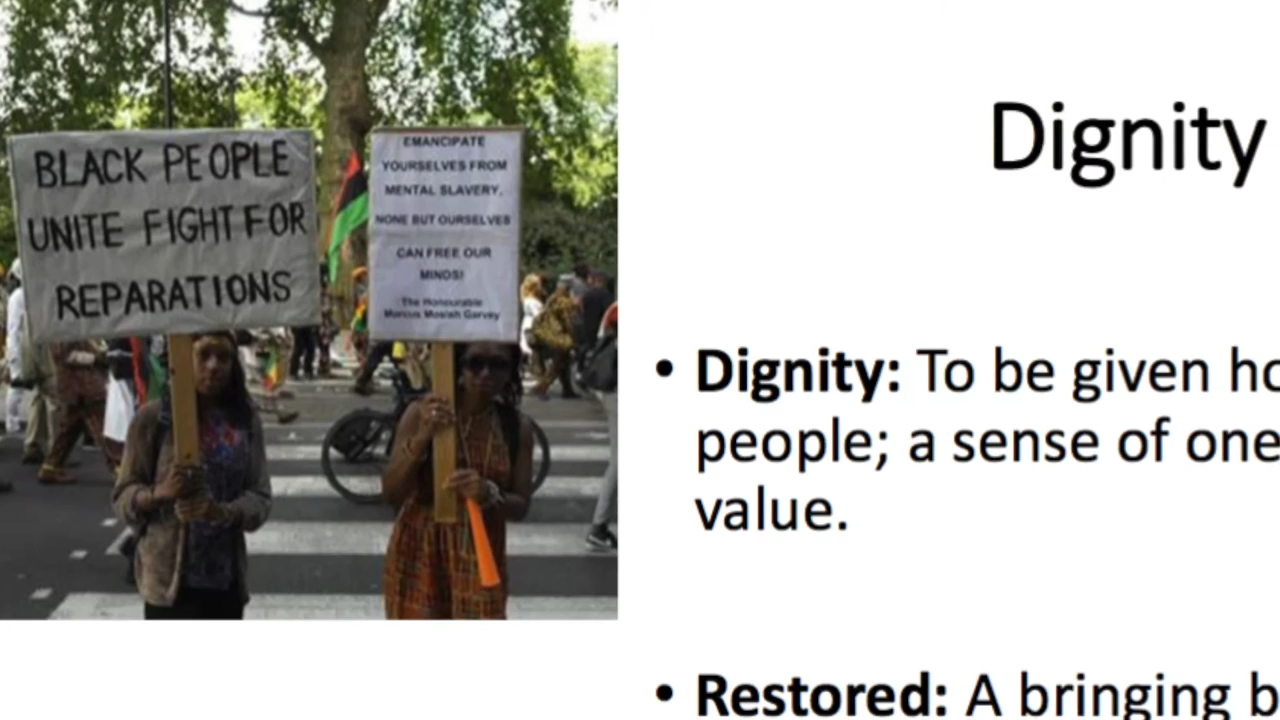 BLACK PEOPLE
UNITE FIGHT FOR
REPARATIONS
EMANCIPATE
YOURSELVES FROM
MENTAL SLAVERY.
NONE BUT OURSELVES
CAN FREE OUR
MINDS!
The Honourable
Marcus Mosiah Garvey
Dignity
• Dignity: To be given
people; a sense of one
value.
• Restored: A bringing